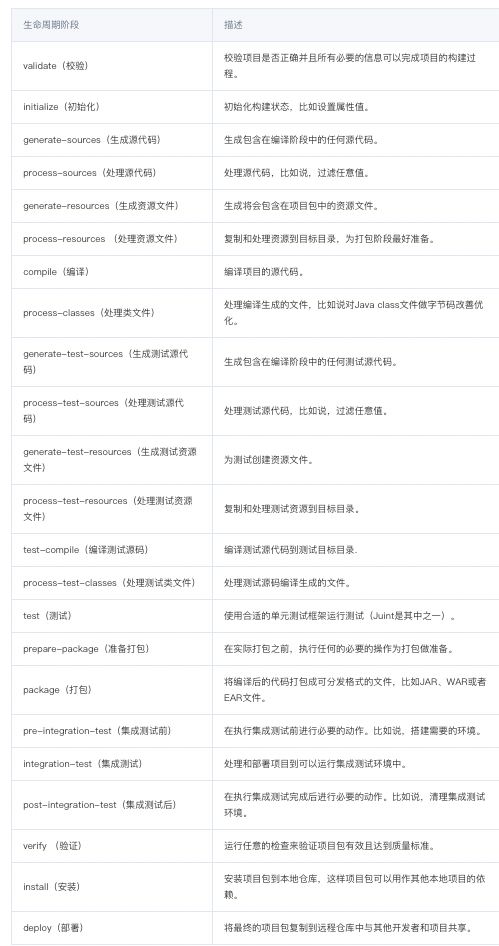 生命周期阶段 描述
validate（校验） 校验项目是否正确并且所有必要的信息可以完成项目的构建过
程。
initialize（初始化） 初始化构建状态，比如设置属性值。
generate-sources（生成源代码） 生成包含在编译阶段中的任何源代码。
process-sources（处理源代码） 处理源代码，比如说，过滤任意值。
generate-resources（生成资源文件） 生成将会包含在项目包中的资源文件。
process-resources （处理资源文件） 复制和处理资源到目标目录，为打包阶段最好准备。
compile（编译） 编译项目的源代码。
process-classes（处理类文件） 处理编译生成的文件，比如说对Java class文件做字节码改善优
化。
generate-test-sources（生成测试源代
码） 生成包含在编译阶段中的任何测试源代码。
process-test-sources（处理测试源代
码） 处理测试源代码，比如说，过滤任意值。
generate-test-resources（生成测试资源
文件） 为测试创建资源文件。
process-test-resources（处理测试资源
文件） 复制和处理测试资源到目标目录。
test-compile（编译测试源码） 编译测试源代码到测试目标目录.
process-test-classes（处理测试类文件） 处理测试源码编译生成的文件。
test（测试） 使用合适的单元测试框架运行测试（Juint是其中之一）。
prepare-package（准备打包） 在实际打包之前，执行任何的必要的操作为打包做准备。
package（打包） 将编译后的代码打包成可分发格式的文件，比如JAR、WAR或者
EAR文件。
pre-integration-test（集成测试前） 在执行集成测试前进行必要的动作。比如说，搭建需要的环境。
integration-test（集成测试） 处理和部署项目到可以运行集成测试环境中。
post-integration-test（集成测试后） 在执行集成测试完成后进行必要的动作。比如说，清理集成测试
环境。
verify （验证） 运行任意的检查来验证项目包有效且达到质量标准。
install（安装） 安装项目包到本地仓库，这样项目包可以用作其他本地项目的依
赖。
deploy（部署） 将最终的项目包复制到远程仓库中与其他开发者和项目共享。